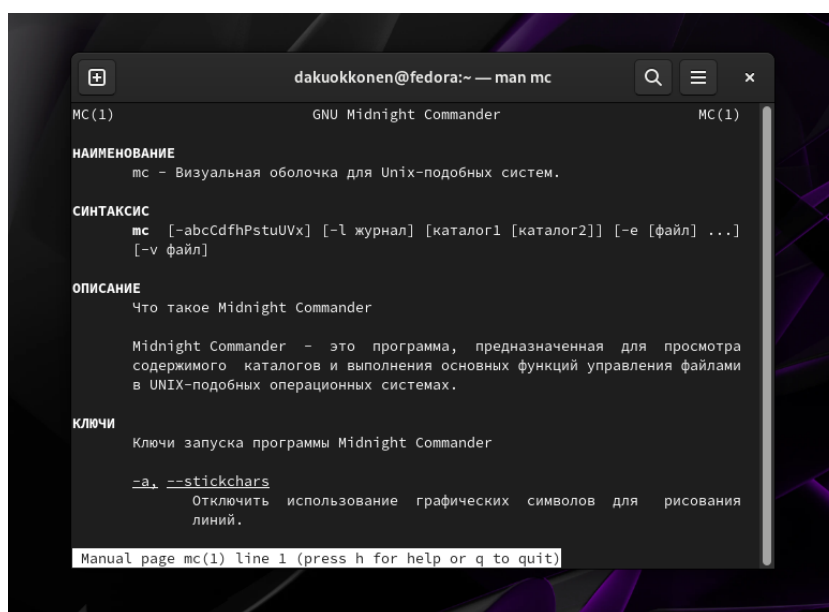 dakuokkonen@fedora:~ — man mc
MC(1) GNU Midnight Commander MC(1)
НАИМЕНОВАНИЕ
mc - Визуальная оболочка для Unix-подобных систем.
СИНТАКСИС
mc [-abcCdfhPstuUVx] [-l журнал] [каталог1 [каталог2]] [-e [файл] ...]
[-v файл]
ОПИСАНИЕ
Что такое Midnight Commander
Midnight Commander - это программа, предназначенная для просмотра
содержимого каталогов и выполнения основных функций управления файлами
в UNIX-подобных операционных системах.
КЛЮЧИ
Ключи запуска программы Midnight Commander
-a, --stickchars
Отключить использование графических символов для рисования
линий.
Manual page mc(1) line 1 (press h for help or q to quit)